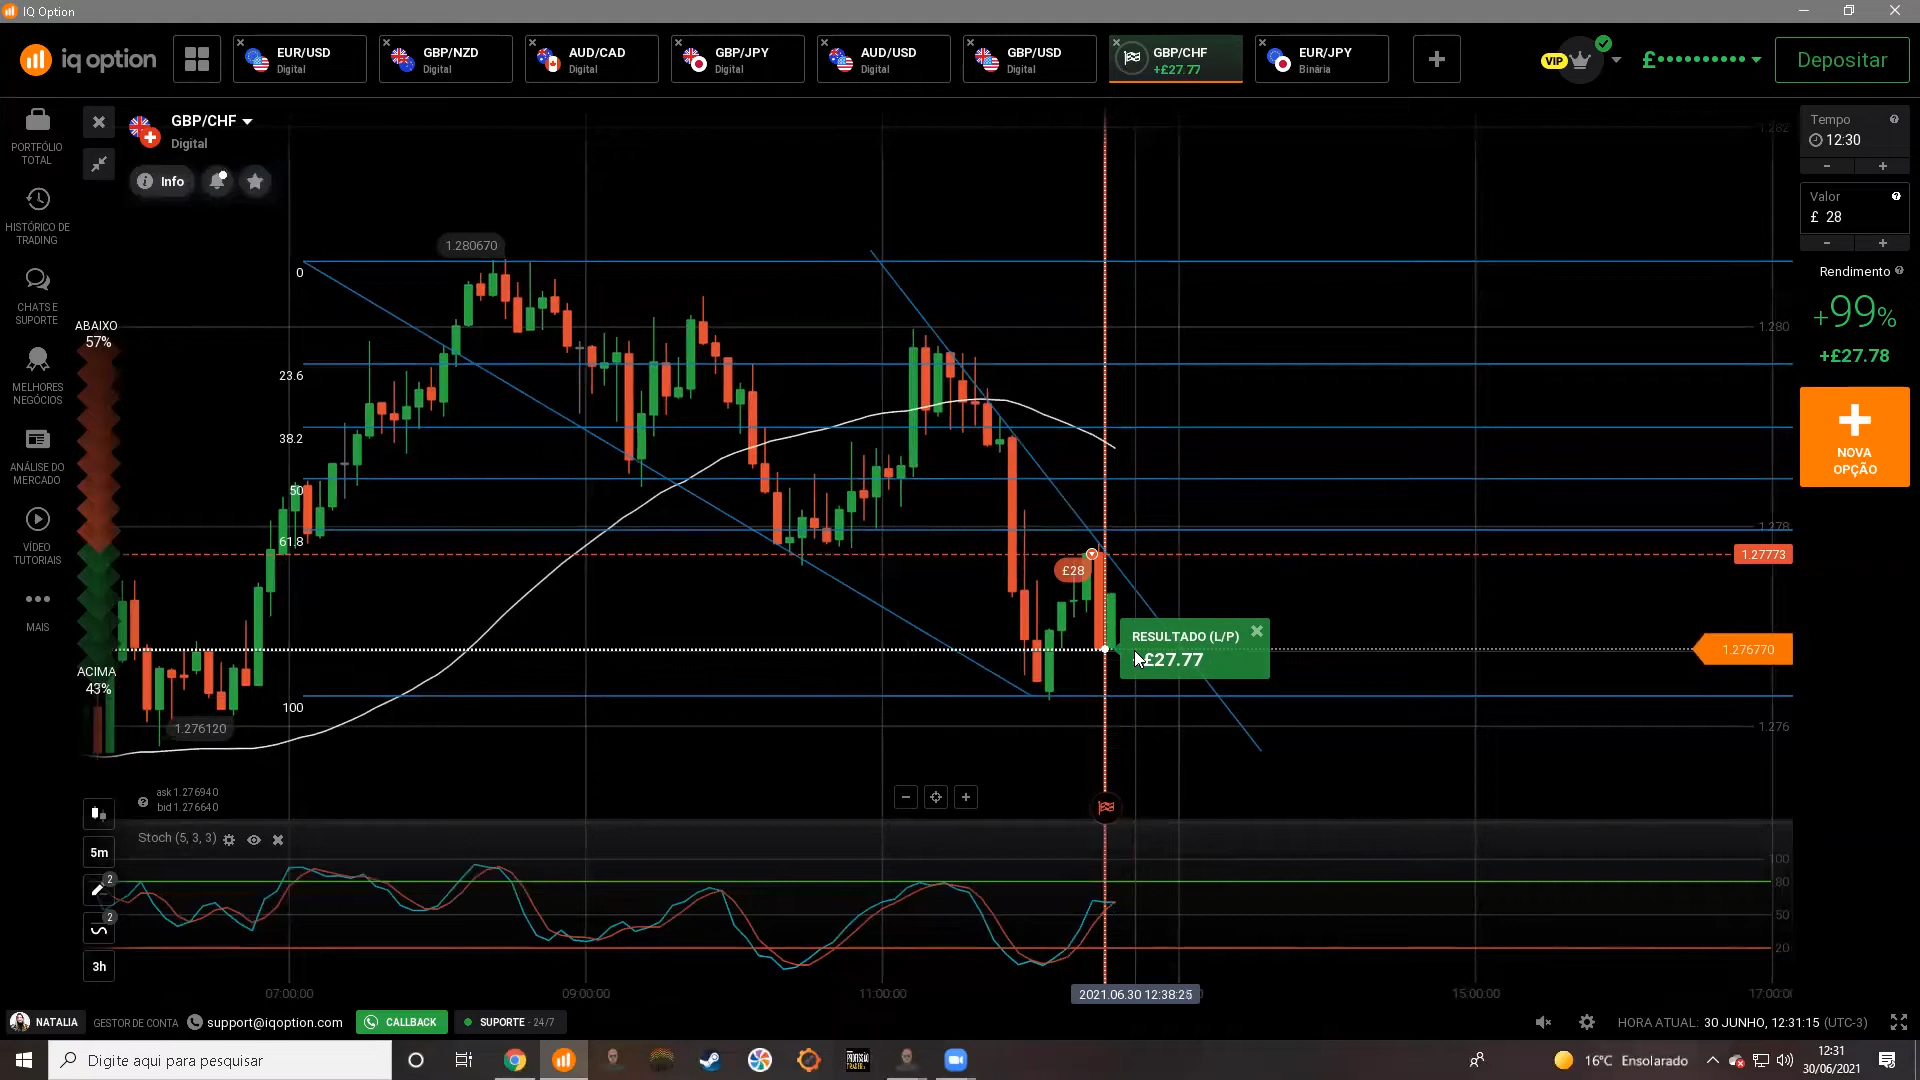 IQ Option
iq option
EUR/USD
Digital
GBP/NZD
Digital
AUD/CAD
Digital
GBP/JPY
Digital
AUD/USD
Digital
GBP/USD
Digital
GBP/CHF
+£27.77
EUR/JPY
Binária
VIP
£
Depositar
PORTFÓLIO
TOTAL
HISTÓRICO DE
TRADING
CHATS E
SUPORTE
MELHORES
NEGÓCIOS
ANÁLISE DO
MERCADO
VÍDEO
TUTORIAIS
MAIS
GBP/CHF
Digital
Info
ABAIXO
57%
ACIMA
43%
1.280670
0
23.6
38.2
50
61.8
100
1.276120
£28
RESULTADO (L/P)
£27.77
1.282
1.280
1.278
1.27773
1.276770
1.276
Tempo
12:30
- +
Valor
£ 28
- +
Rendimento
+99%
+£27.78
NOVA
OPÇÃO
ask 1.276940
bid 1.276640
Stoch (5, 3, 3)
5m
2
2
3h
100
80
50
20
07:00:00
09:00:00
11:00:00
2021.06.30 12:38:25
15:00:00
17:00:0
NATALIA
GESTOR DE CONTA
support@iqoption.com
CALLBACK
SUPORTE - 24/7
HORA ATUAL: 30 JUNHO, 12:31:15 (UTC-3)
Digite aqui para pesquisar
16°C Ensolarado
12:31
30/06/2021